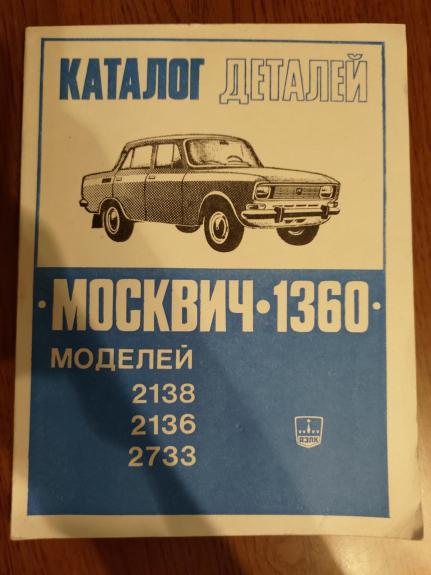 КАТАЛОГ ДЕТАЛЕЙ
·МОСКВИЧ·1360·
МОДЕЛЕЙ
2138
2136
2733
АЗЛК